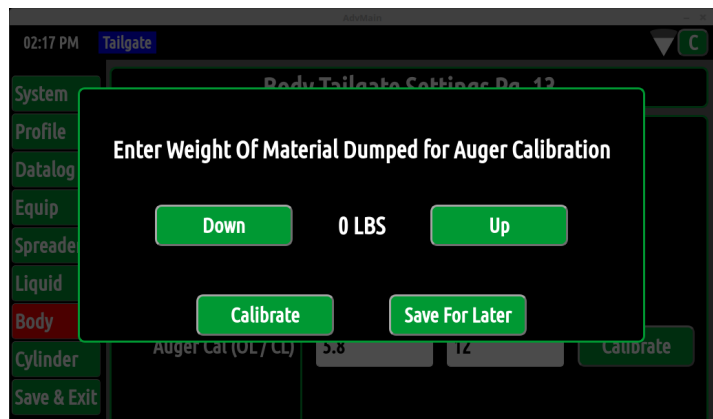 AdvMain
02:17 PM Tailgate C
System
Body Tailgate Settings Pg. 13
Profile
Enter Weight Of Material Dumped for Auger Calibration
Datalog
Equip
Down 0 LBS Up
Spreader
Liquid
Calibrate Save For Later
Body
Auger Cal (OL / CL) 5.8 12 Calibrate
Cylinder
Save & Exit